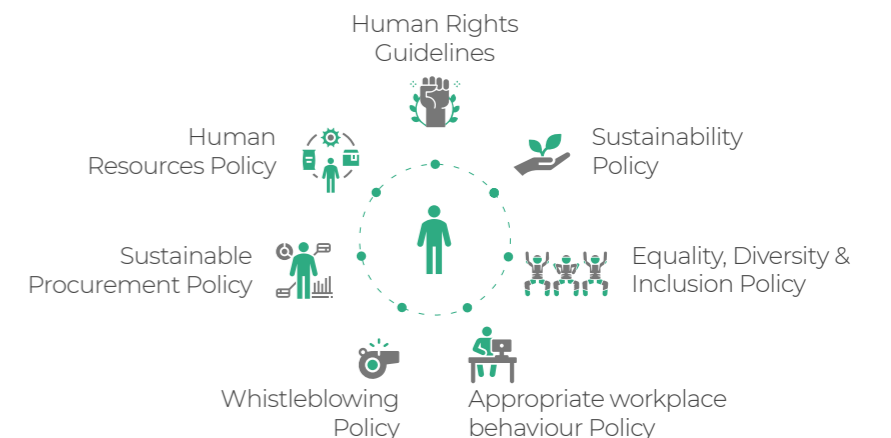 Human Rights
Guidelines
Human
Resources Policy
Sustainability
Policy
Sustainable
Procurement Policy
Equality, Diversity &
Inclusion Policy
Whistleblowing
Policy
Appropriate workplace
behaviour Policy